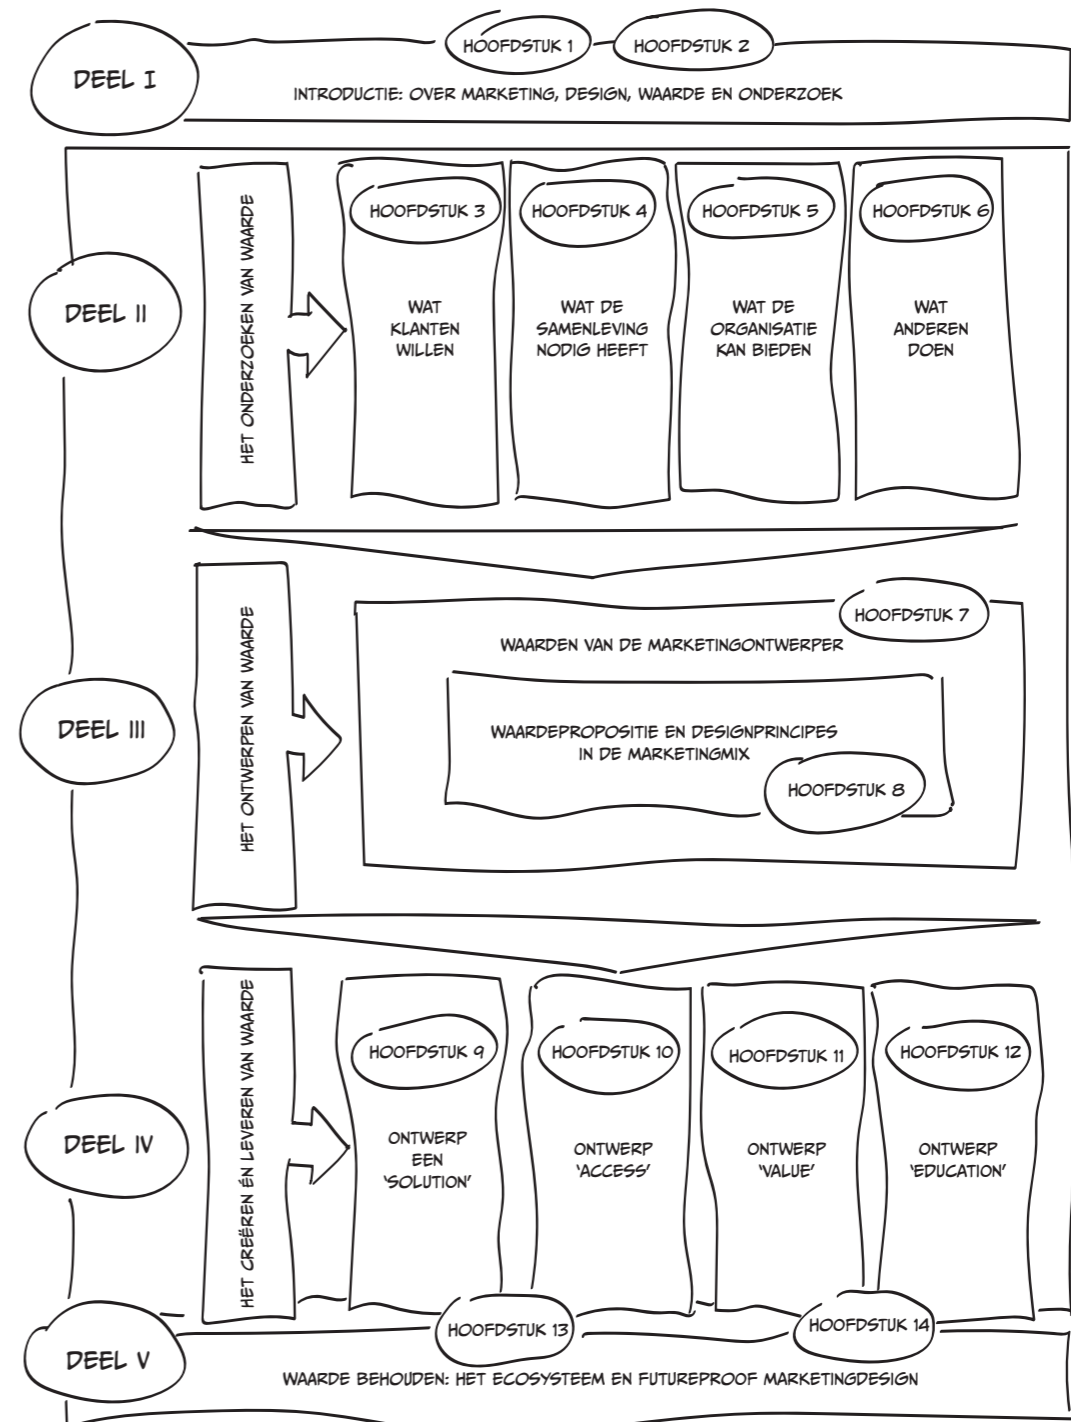 DEEL I
HOOFDSTUK 1
HOOFDSTUK 2
INTRODUCTIE: OVER MARKETING, DESIGN, WAARDE EN ONDERZOEK
DEEL II
HET ONDERZOEKEN VAN WAARDE
HOOFDSTUK 3
WAT
KLANTEN
WILLEN
HOOFDSTUK 4
WAT DE
SAMENLEVING
NODIG HEEFT
HOOFDSTUK 5
WAT DE
ORGANISATIE
KAN BIEDEN
HOOFDSTUK 6
WAT
ANDEREN
DOEN
DEEL III
HET ONTWERPEN VAN WAARDE
HOOFDSTUK 7
WAARDEN VAN DE MARKETINGONTWERPER
WAARDEPROPOSITIE EN DESIGNPRINCIPES
IN DE MARKETINGMIX
HOOFDSTUK 8
DEEL IV
HET CREËREN ÉN LEVEREN VAN WAARDE
HOOFDSTUK 9
ONTWERP
EEN
‘SOLUTION’
HOOFDSTUK 10
ONTWERP
‘ACCESS’
HOOFDSTUK 11
ONTWERP
‘VALUE’
HOOFDSTUK 12
ONTWERP
‘EDUCATION’
DEEL V
HOOFDSTUK 13
HOOFDSTUK 14
WAARDE BEHOUDEN: HET ECOSYSTEEM EN FUTUREPROOF MARKETINGDESIGN